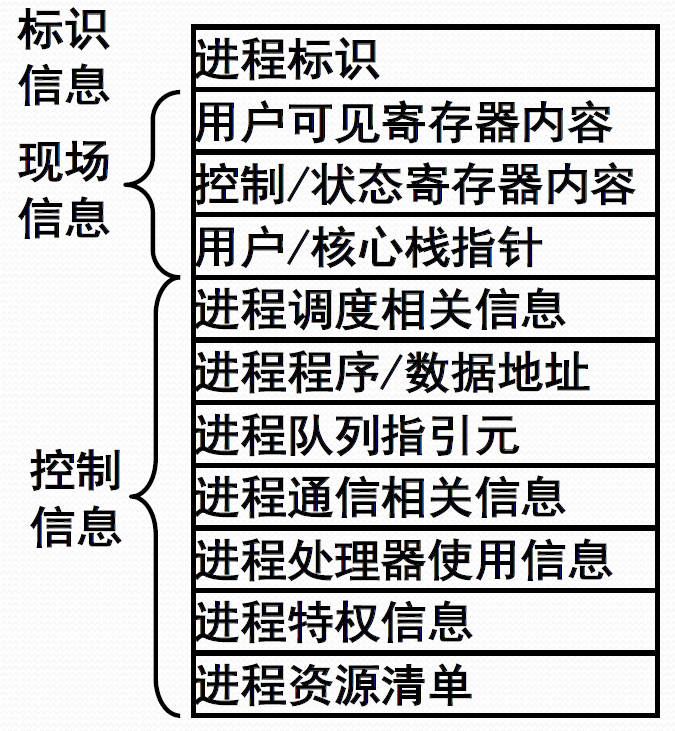 标识
信息
进程标识
现场
信息
用户可见寄存器内容
控制/状态寄存器内容
用户/核心栈指针
控制
信息
进程调度相关信息
进程程序/数据地址
进程队列指引元
进程通信相关信息
进程处理器使用信息
进程特权信息
进程资源清单